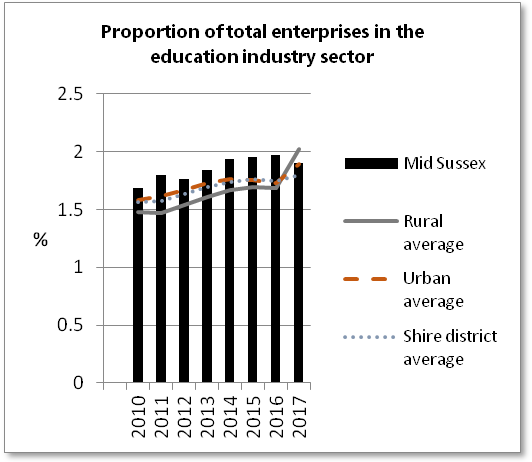 Proportion of total enterprises in the
education industry sector
2.5
2
1.5
1
0.5
0
%
2010
2011
2012
2013
2014
2015
2016
2017
Mid Sussex
Rural
average
Urban
average
Shire district
average